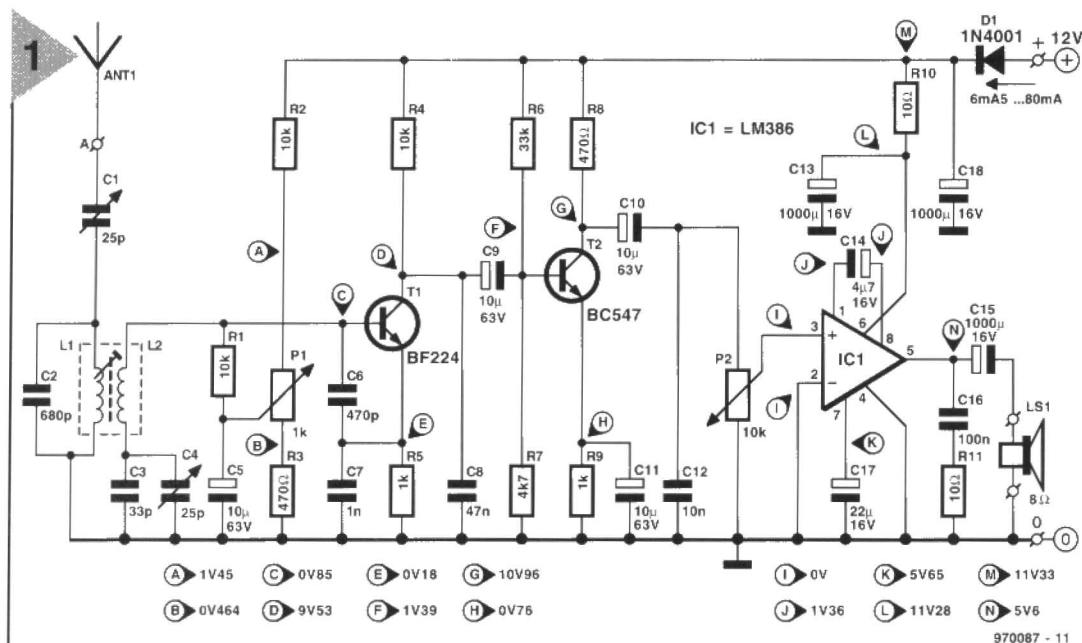 1
ANT1
A
C1
25p
L1
L2
C2
680p
C3
33p
C4
25p
R1
10k
C5
10μ
63V
R2
10k
A
P1
1k
B
R3
470Ω
C
C6
470p
C7
1n
R4
10k
D
T1
BF224
E
R5
1k
C8
47n
C9
10μ
63V
R6
33k
F
R7
4k7
R8
470Ω
G
T2
BC547
H
R9
1k
C10
10μ
63V
C11
10μ
63V
C12
10n
P2
10k
IC1 = LM386
M
R10
10Ω
L
C13
1000μ 16V
C18
1000μ 16V
D1
1N4001
+ 12V
+
6mA5 ...80mA
J
C14
J
4μ7
16V
I
3
+
1
6
8
IC1
5
2
–
I
7
4
K
C17
22μ
16V
N
C15
1000μ
16V
C16
100n
R11
10Ω
LS1
8Ω
0
0
A 1V45
C 0V85
E 0V18
G 10V96
I 0V
K 5V65
M 11V33
B 0V464
D 9V53
F 1V39
H 0V76
J 1V36
L 11V28
N 5V6
970087 - 11